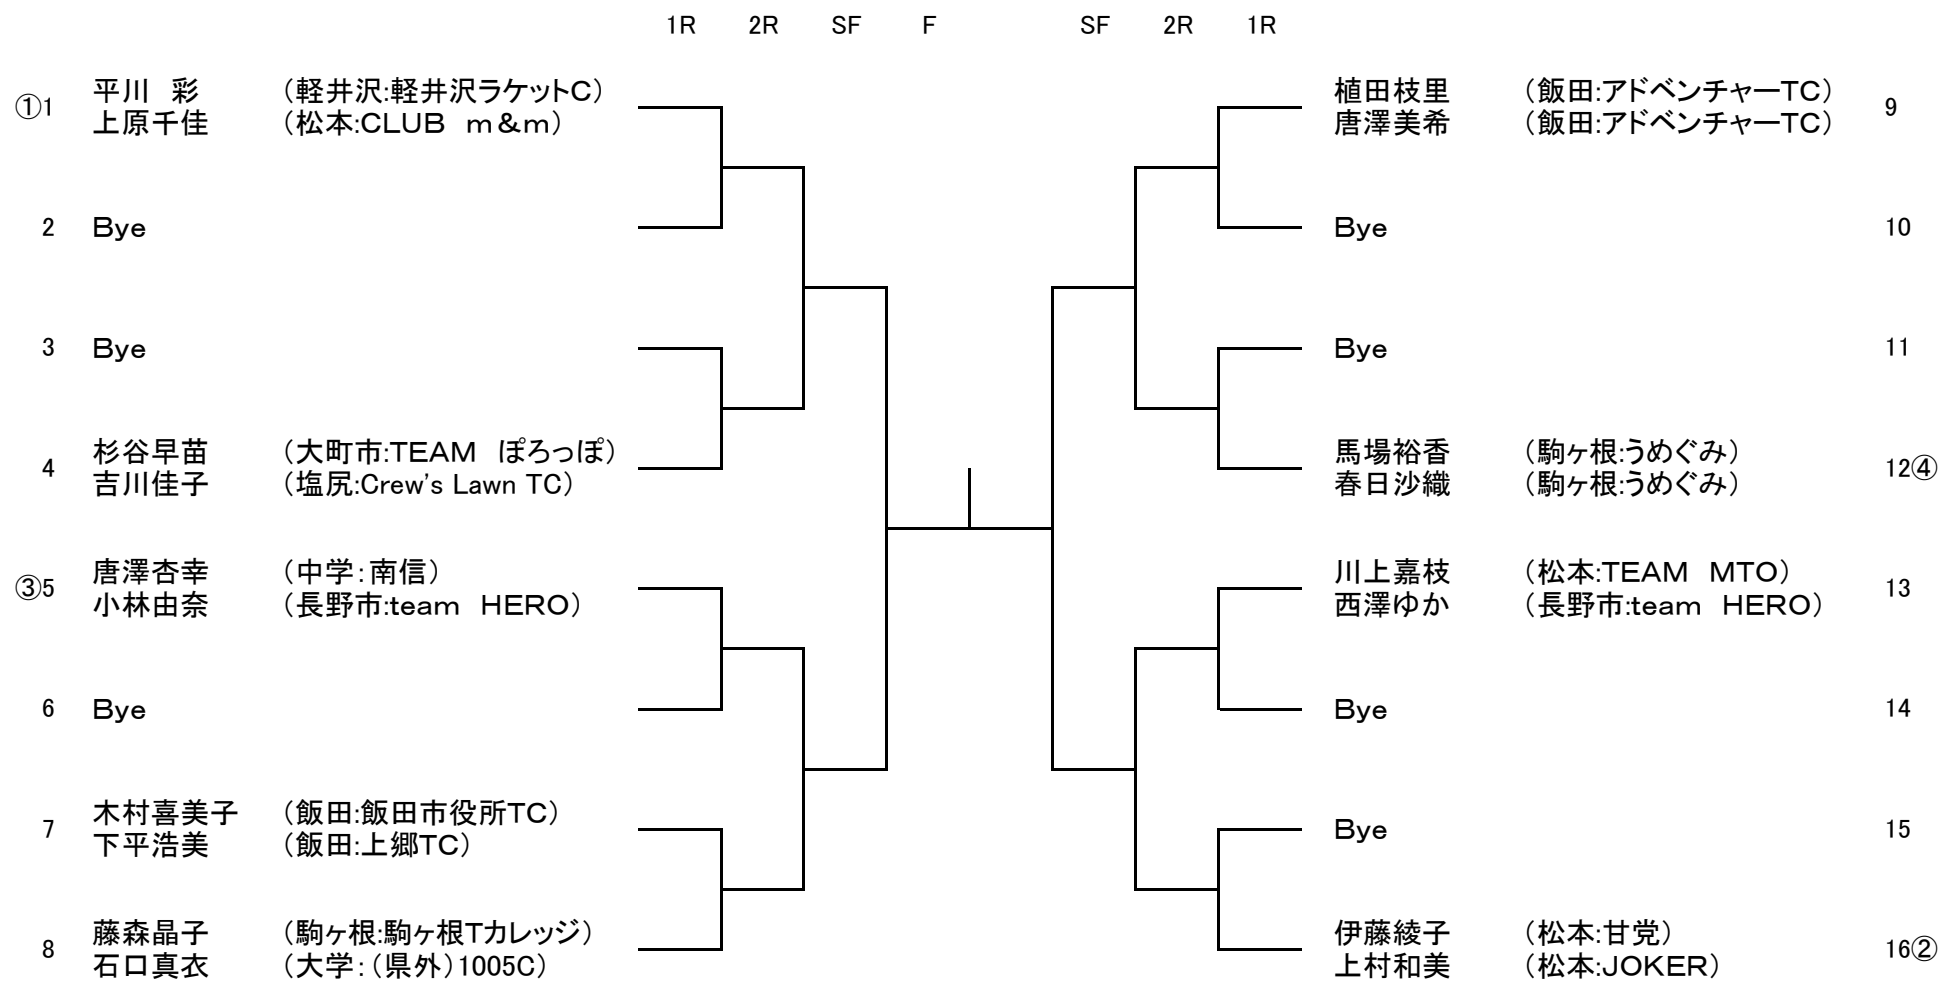 1R 2R SF F SF 2R 1R
①1 平川 彩 (軽井沢:軽井沢ラケットC)
上原千佳 (松本:CLUB m&m)
2 Bye
3 Bye
4 杉谷早苗 (大町市:TEAM ぽろっぽ)
吉川佳子 (塩尻:Crew's Lawn TC)
③5 唐澤杏幸 (中学:南信)
小林由奈 (長野市:team HERO)
6 Bye
7 木村喜美子 (飯田:飯田市役所TC)
下平浩美 (飯田:上郷TC)
8 藤森晶子 (駒ヶ根:駒ヶ根Tカレッジ)
石口真衣 (大学:(県外)1005C)
植田枝里 (飯田:アドベンチャーTC) 9
唐澤美希 (飯田:アドベンチャーTC)
Bye 10
Bye 11
馬場裕香 (駒ヶ根:うめぐみ) 12④
春日沙織 (駒ヶ根:うめぐみ)
川上嘉枝 (松本:TEAM MTO) 13
西澤ゆか (長野市:team HERO)
Bye 14
Bye 15
伊藤綾子 (松本:甘党) 16②
上村和美 (松本:JOKER)